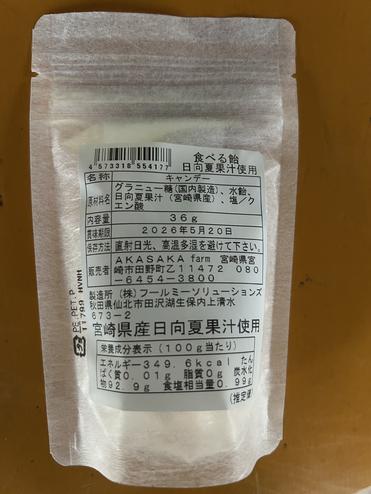 4573318554177
食べる飴
日向夏果汁使用
名称 キャンデー
原材料名 グラニュー糖(国内製造)、水飴、
日向夏果汁(宮崎県産)、塩/ク
エン酸
内容量 36g
賞味期限 2026年5月20日
保存方法 直射日光、高温多湿を避けて下さい。
販売者 AKASAKA farm 宮崎県宮
崎市田野町乙11472 080
-6454-3800
製造所 (株)フールミーソリューションズ
秋田県仙北市田沢湖生保内上清水
673-2
宮崎県産日向夏果汁使用
栄養成分表示(100g当たり)
エネルギー349.6kcal たん
ぱく質0.01g 脂質0g 炭水化
物92.9g 食塩相当量0.99g
(推定値)
PS,PET,P